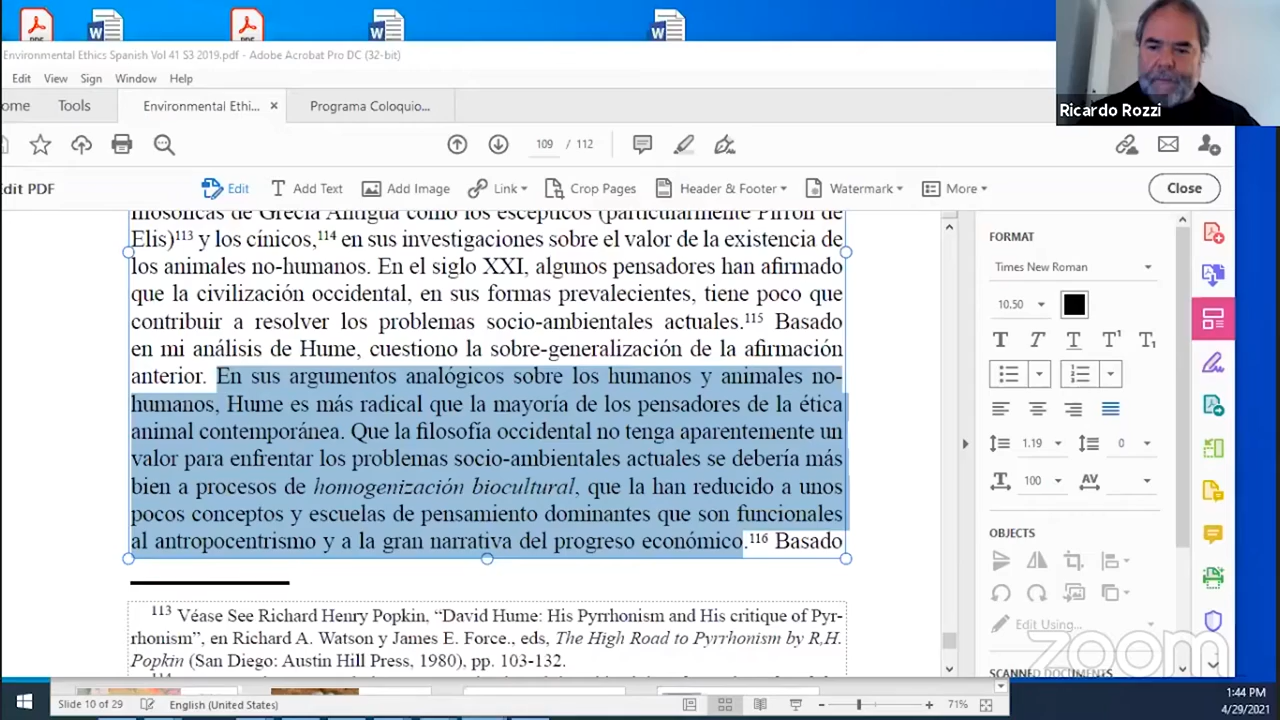 Environmental Ethics Spanish Vol 41 S3 2019.pdf - Adobe Acrobat Pro DC (32-bit)
Edit View Sign Window Help
ome Tools Environmental Ethi... × Programa Coloquio...
Ricardo Rozzi
109 / 112
dit PDF Edit Add Text Add Image Link Crop Pages Header & Footer Watermark More Close
filosóficas de Grecia Antigua como los escépticos (particularmente Pirrón de
Elis)¹¹³ y los cínicos,¹¹⁴ en sus investigaciones sobre el valor de la existencia de
los animales no-humanos. En el siglo XXI, algunos pensadores han afirmado
que la civilización occidental, en sus formas prevalecientes, tiene poco que
contribuir a resolver los problemas socio-ambientales actuales.¹¹⁵ Basado
en mi análisis de Hume, cuestiono la sobre-generalización de la afirmación
anterior. En sus argumentos analógicos sobre los humanos y animales no-
humanos, Hume es más radical que la mayoría de los pensadores de la ética
animal contemporánea. Que la filosofía occidental no tenga aparentemente un
valor para enfrentar los problemas socio-ambientales actuales se debería más
bien a procesos de homogenización biocultural, que la han reducido a unos
pocos conceptos y escuelas de pensamiento dominantes que son funcionales
al antropocentrismo y a la gran narrativa del progreso económico.¹¹⁶ Basado
¹¹³ Véase See Richard Henry Popkin, “David Hume: His Pyrrhonism and His critique of Pyr-
rhonism”, en Richard A. Watson y James E. Force., eds, The High Road to Pyrrhonism by R,H.
Popkin (San Diego: Austin Hill Press, 1980), pp. 103-132.
FORMAT
Times New Roman
10.50
1.19 0
100 AV
OBJECTS
Edit Using...
SCANNED DOCUMENTS
zoom
Slide 10 of 29 English (United States) 71%
1:44 PM
4/29/2021